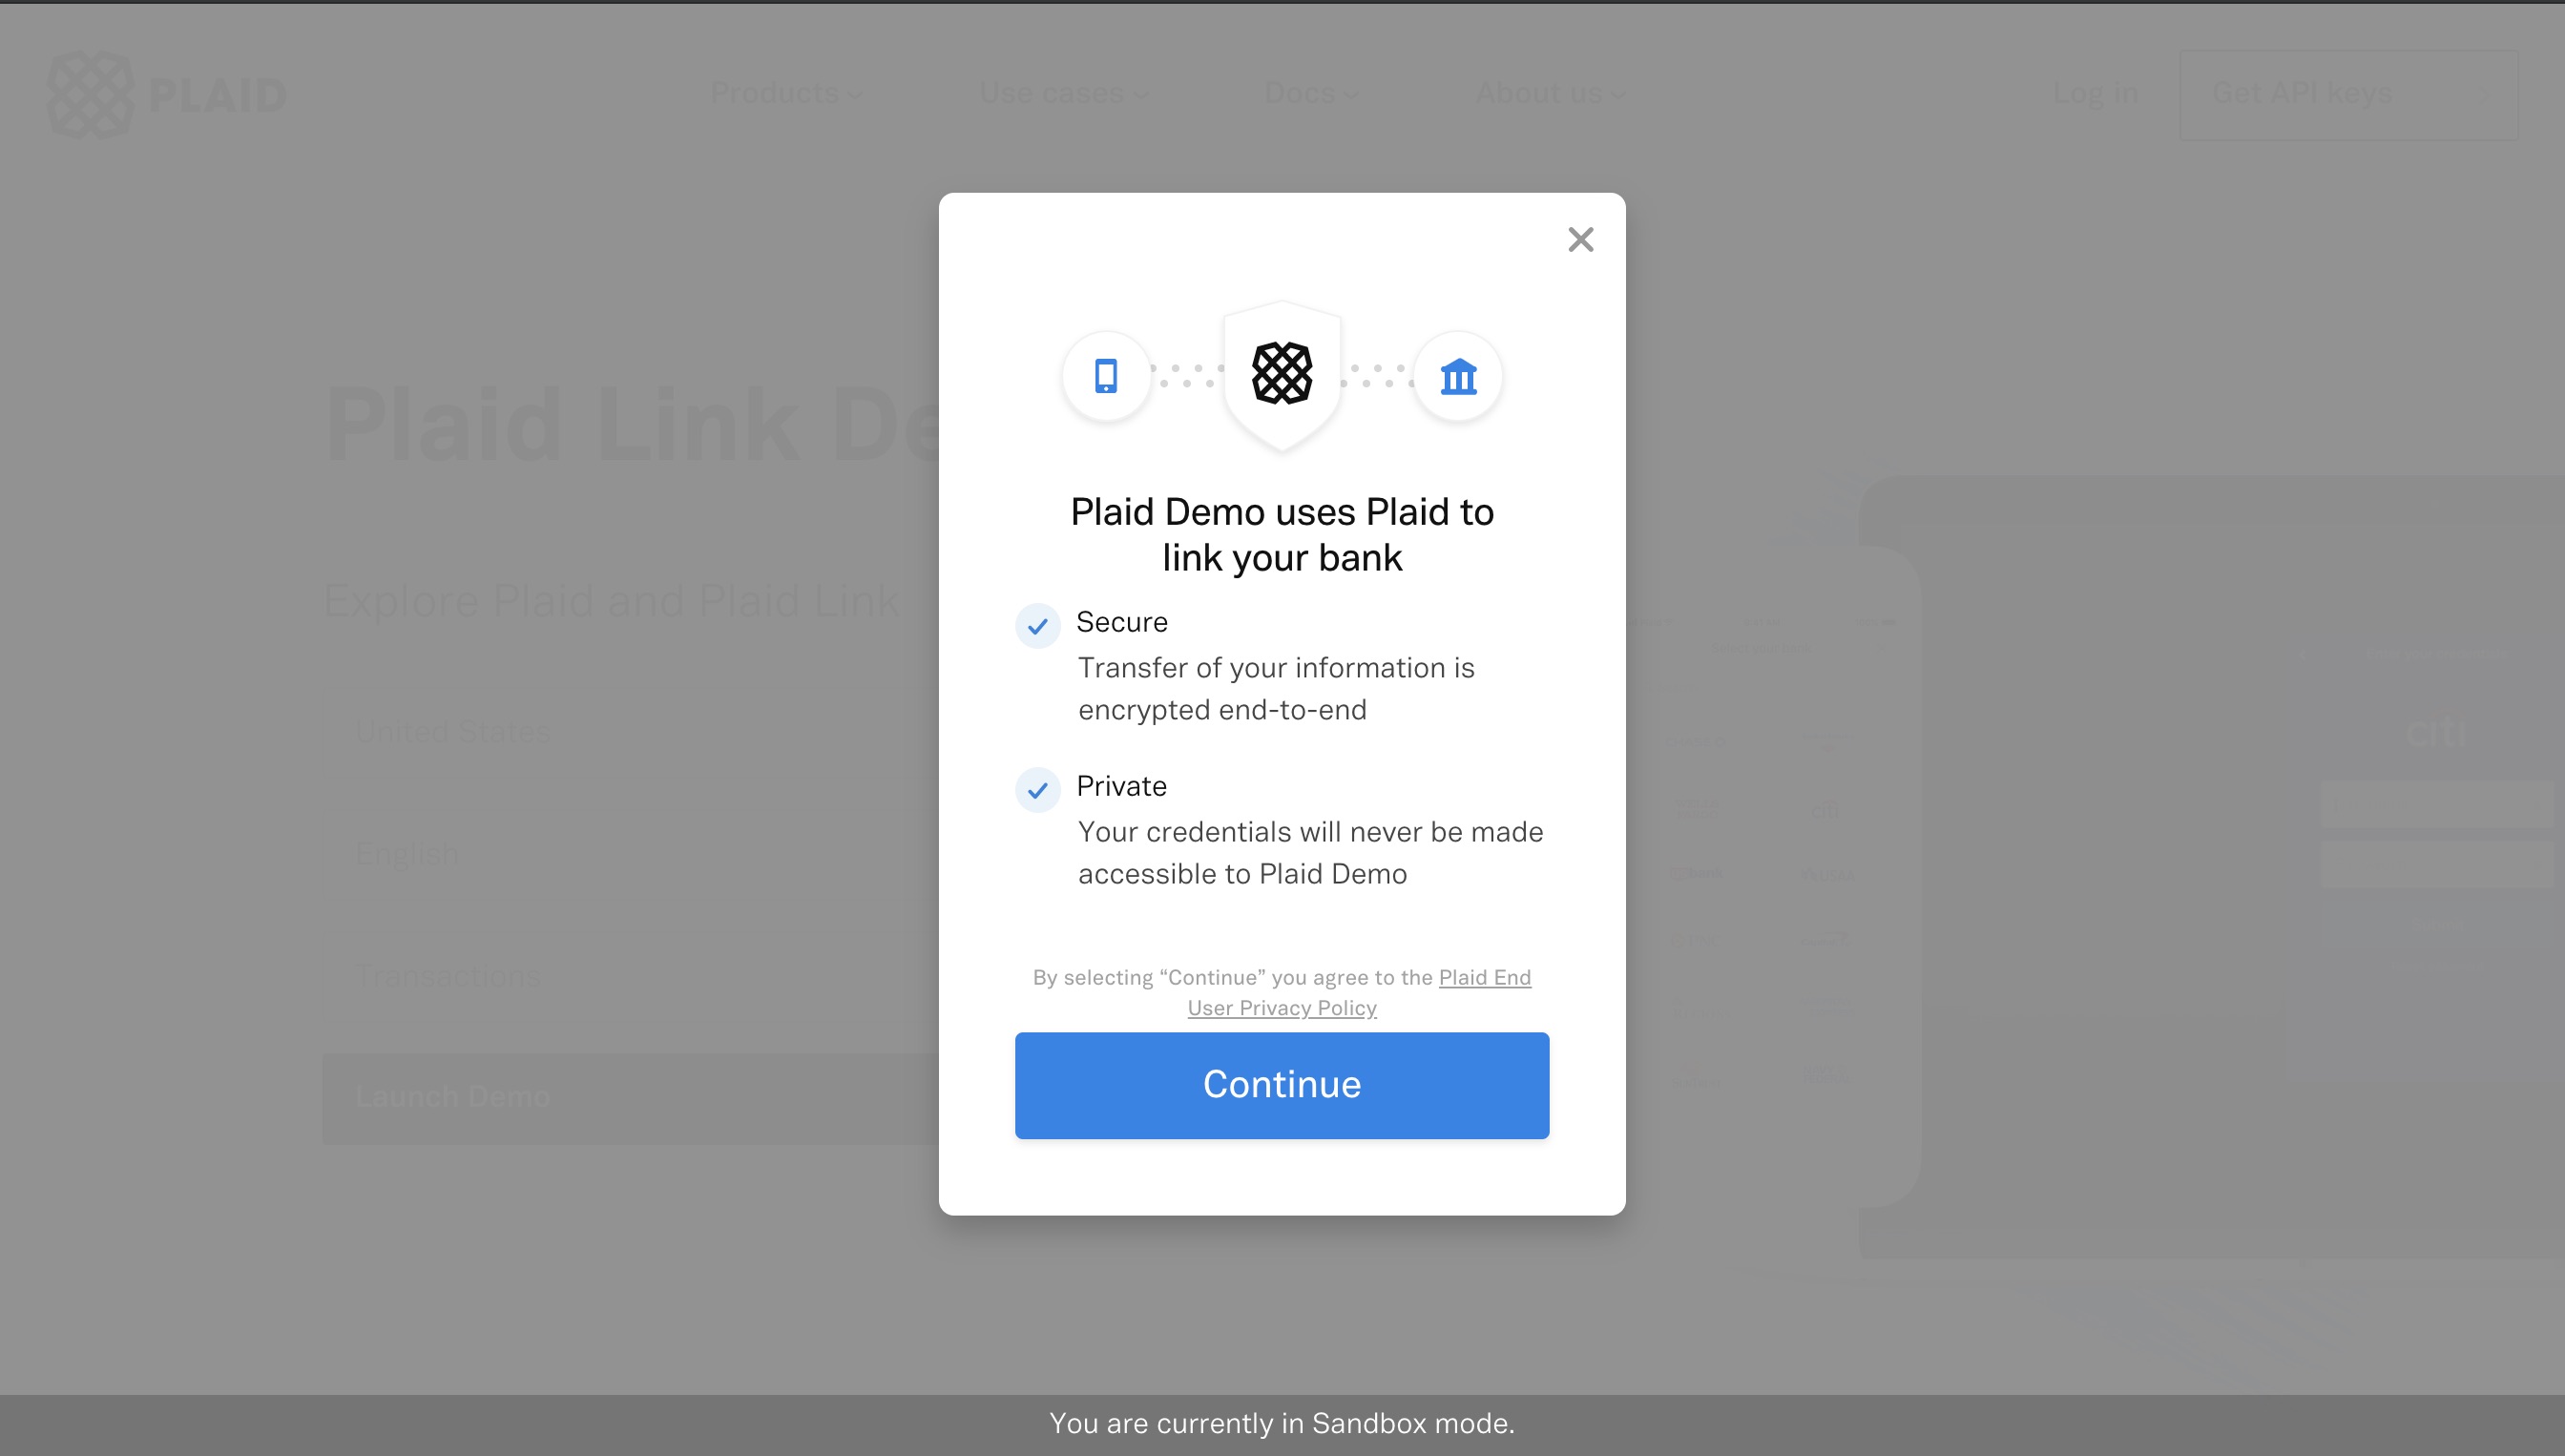 PLAID
Products
Use cases
Docs
About us
Log in
Get API keys
Plaid Link De
Explore Plaid and Plaid Link
United States
English
Transactions
Launch Demo
Plaid Demo uses Plaid to
link your bank
Secure
Transfer of your information is
encrypted end-to-end
Private
Your credentials will never be made
accessible to Plaid Demo
By selecting “Continue” you agree to the Plaid End
User Privacy Policy
Continue
citi
citi
You are currently in Sandbox mode.